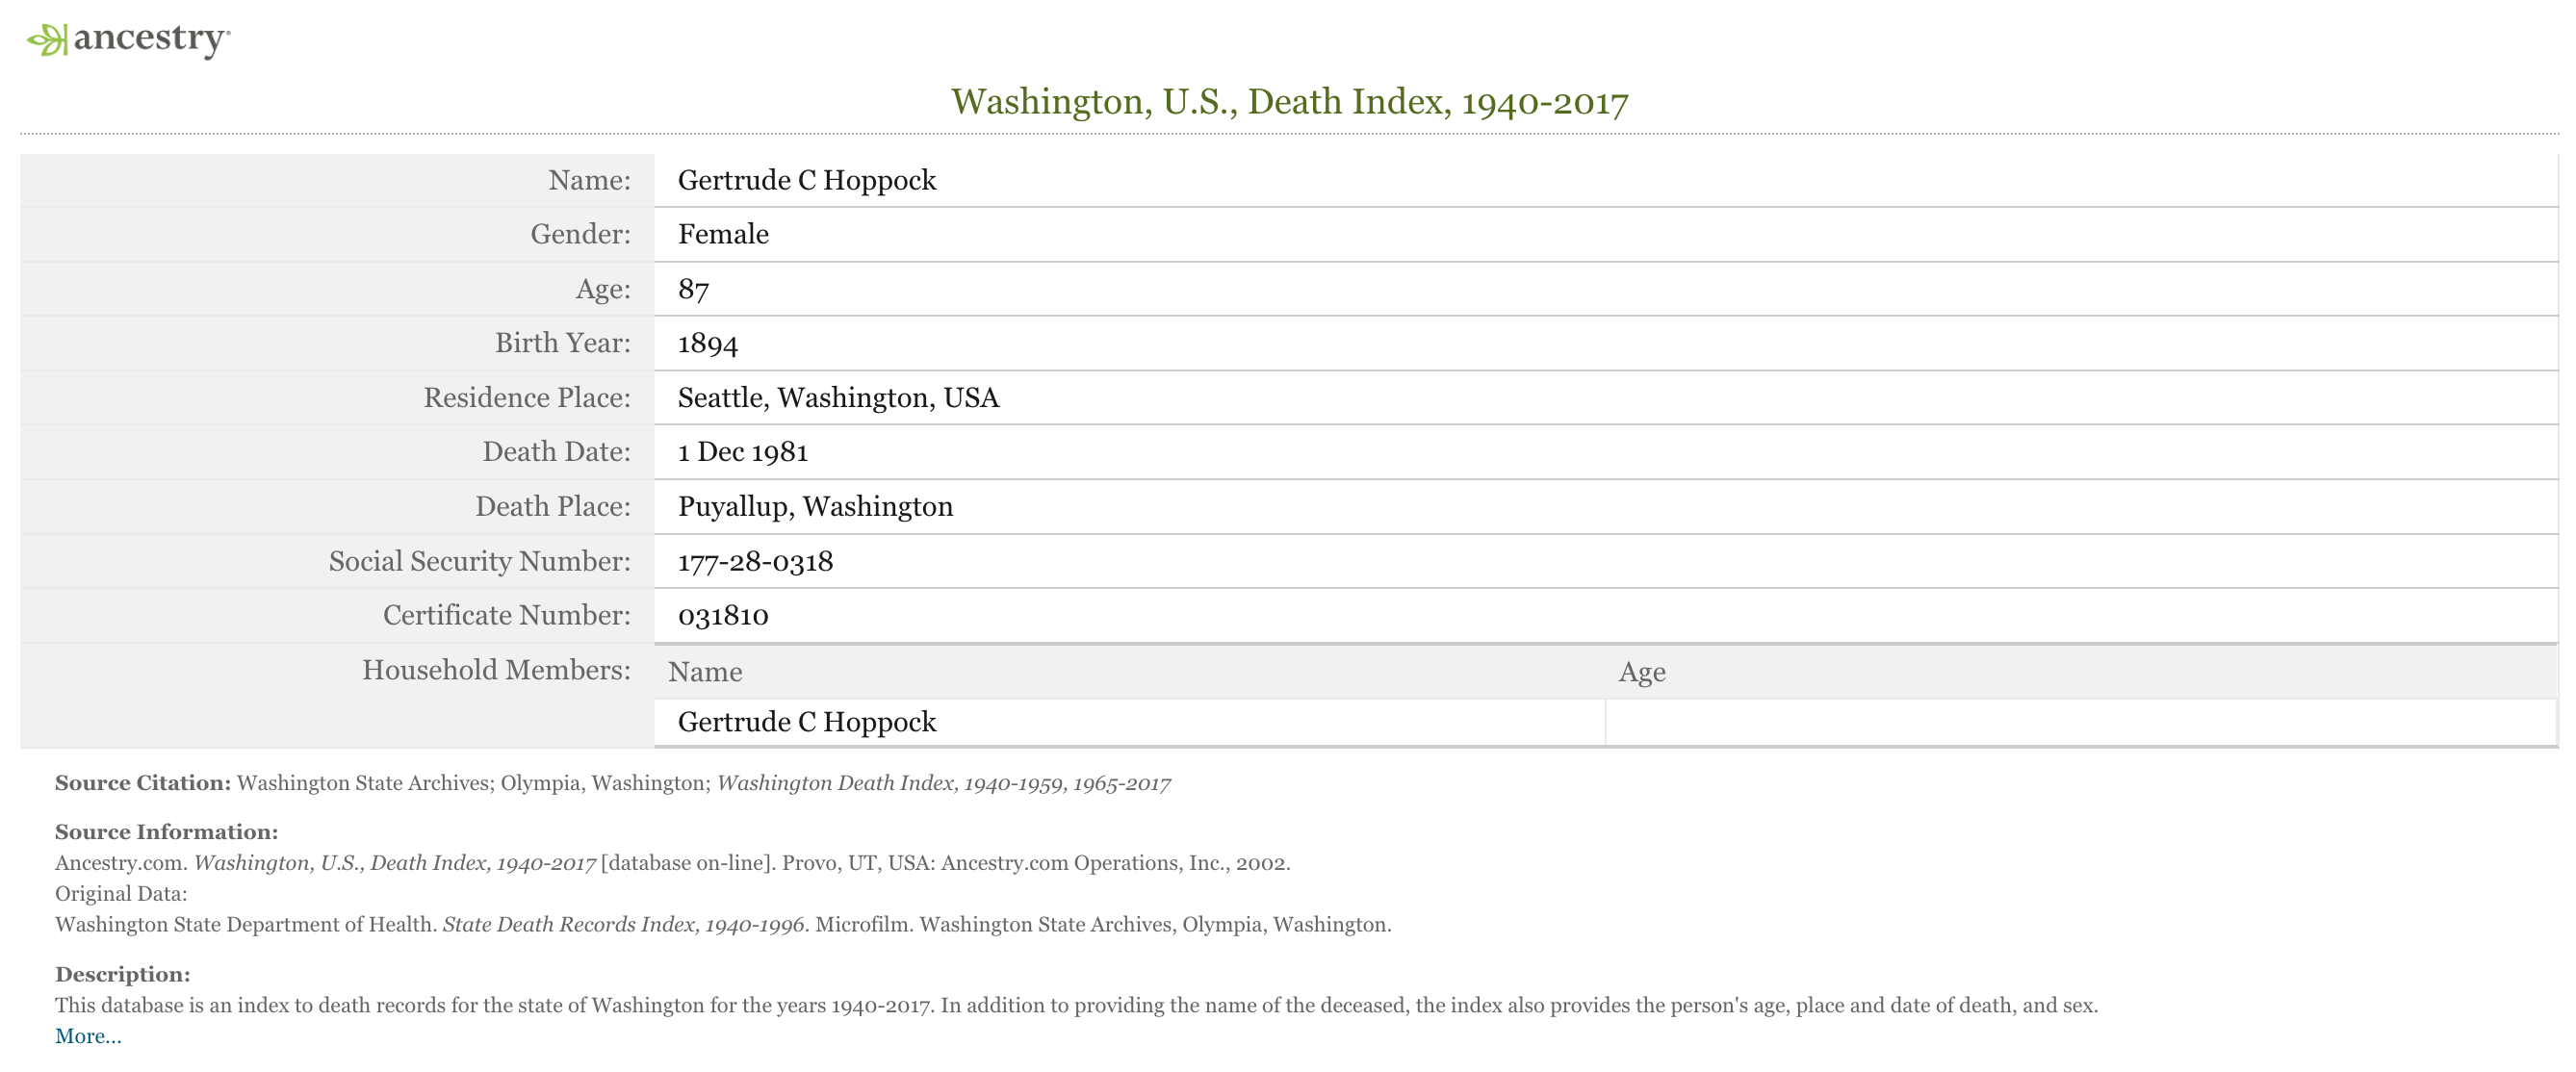 ancestry
Washington, U.S., Death Index, 1940-2017
Name: Gertrude C Hoppock
Gender: Female
Age: 87
Birth Year: 1894
Residence Place: Seattle, Washington, USA
Death Date: 1 Dec 1981
Death Place: Puyallup, Washington
Social Security Number: 177-28-0318
Certificate Number: 031810
Household Members: Name Age
Gertrude C Hoppock
Source Citation: Washington State Archives; Olympia, Washington; Washington Death Index, 1940-1959, 1965-2017
Source Information:
Ancestry.com. Washington, U.S., Death Index, 1940-2017 [database on-line]. Provo, UT, USA: Ancestry.com Operations, Inc., 2002.
Original Data:
Washington State Department of Health. State Death Records Index, 1940-1996. Microfilm. Washington State Archives, Olympia, Washington.
Description:
This database is an index to death records for the state of Washington for the years 1940-2017. In addition to providing the name of the deceased, the index also provides the person's age, place and date of death, and sex.
More...